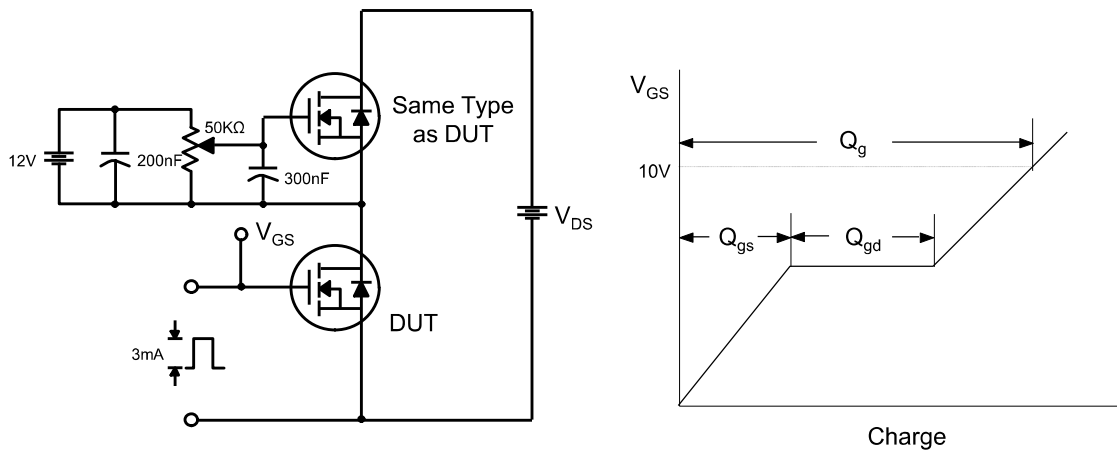 12V
200nF
50KΩ
300nF
Same Type
as DUT
V_DS
V_GS
DUT
3mA
V_GS
10V
Q_g
Q_gs
Q_gd
Charge